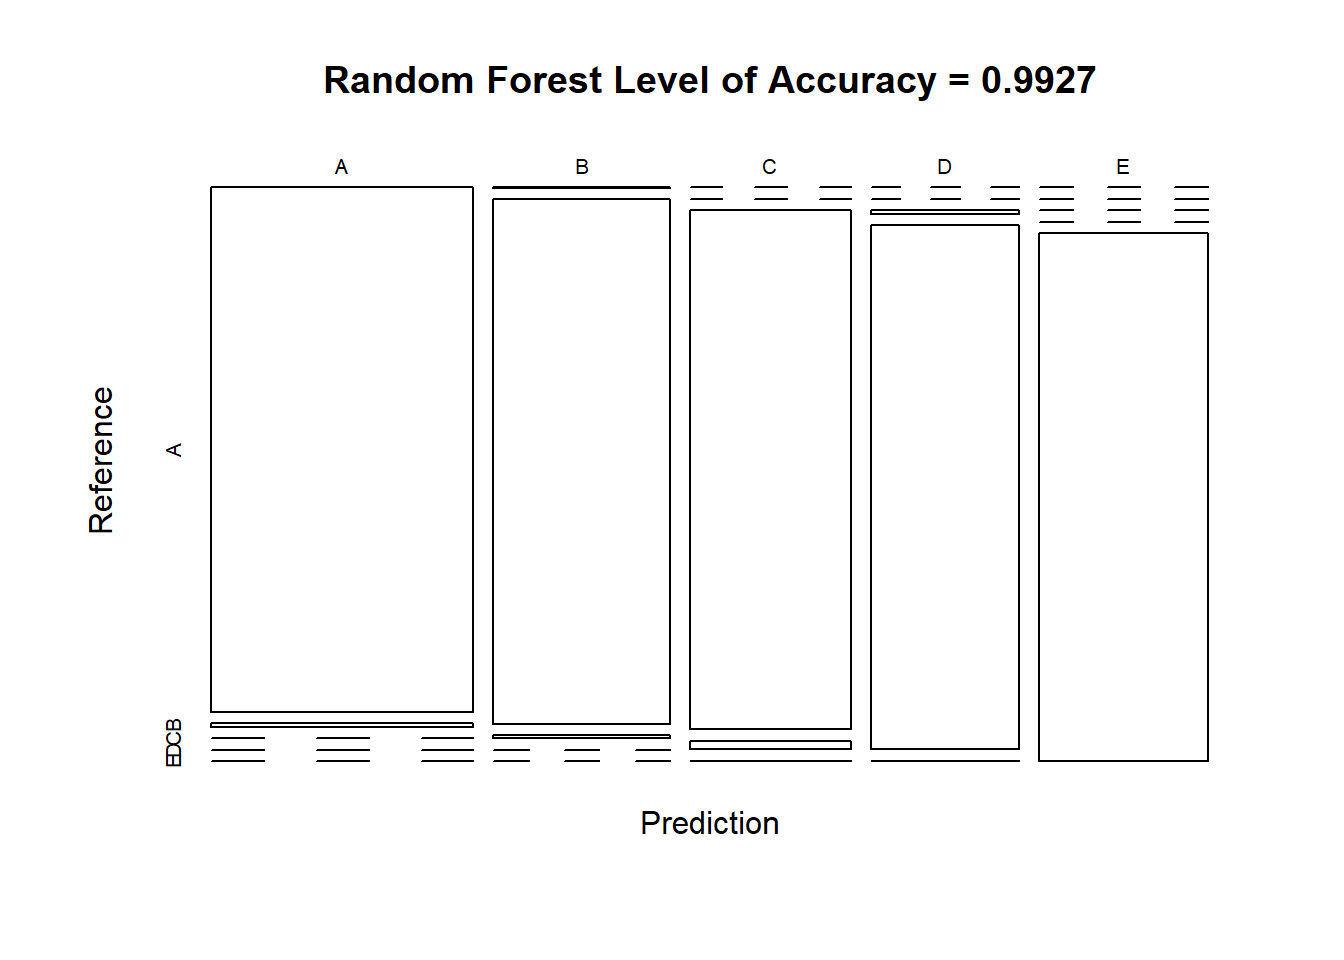 Random Forest Level of Accuracy = 0.9927
A B C D E
Reference
A
EDCB
Prediction